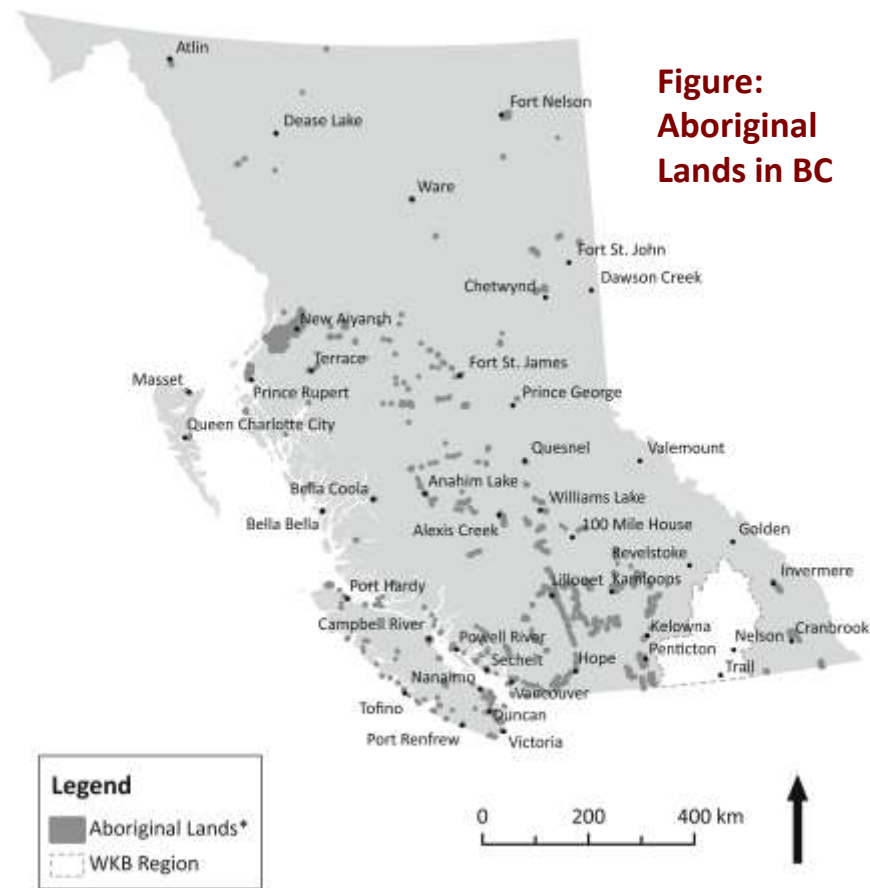 Figure:
Aboriginal
Lands in BC
Atlin
Fort Nelson
Dease Lake
Ware
Fort St. John
Chetwynd
Dawson Creek
New Aiyansh
Terrace
Fort St. James
Masset
Prince Rupert
Prince George
Queen Charlotte City
Quesnel
Valemount
Bella Coola
Anahim Lake
Williams Lake
Bella Bella
Alexis Creek
100 Mile House
Golden
Revelstoke
Port Hardy
Lillooet
Kamloops
Invermere
Campbell River
Powell River
Kelowna
Nelson
Cranbrook
Sechelt
Hope
Penticton
Nanaimo
Trail
Tofino
Vancouver
Duncan
Port Renfrew
Victoria
Legend
Aboriginal Lands*
WKB Region
0 200 400 km